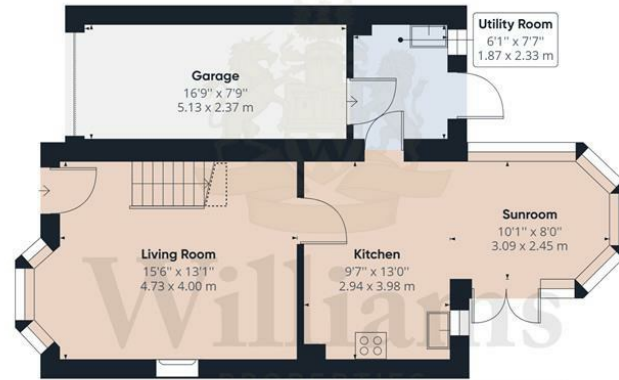 Utility Room
6'1" x 7'7"
1.87 x 2.33 m
Garage
16'9" x 7'9"
5.13 x 2.37 m
Sunroom
10'1" x 8'0"
3.09 x 2.45 m
Living Room
15'6" x 13'1"
4.73 x 4.00 m
Kitchen
9'7" x 13'0"
2.94 x 3.98 m
Williams
PROPERTIES